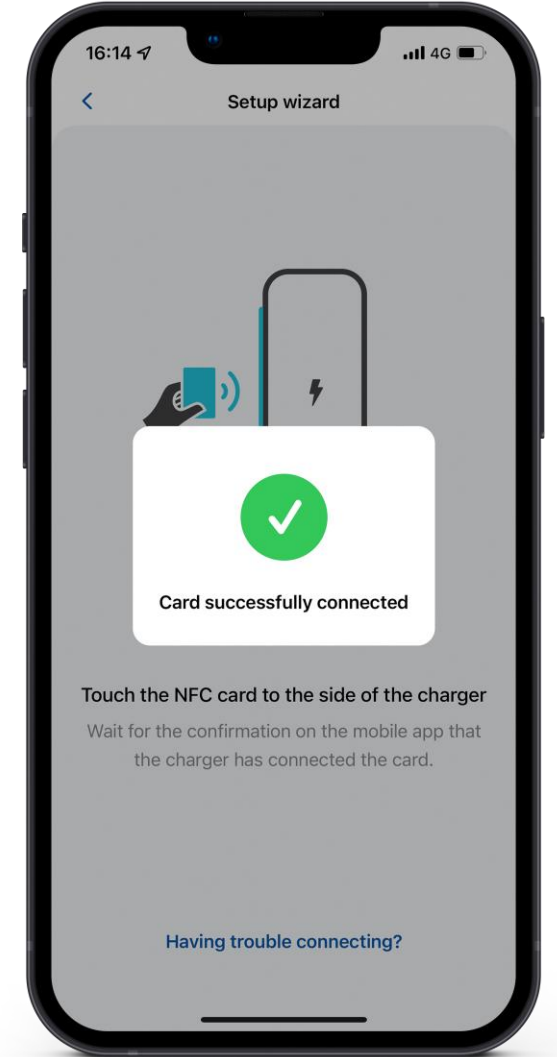 16:14
4G
Setup wizard
Card successfully connected
Touch the NFC card to the side of the charger
Wait for the confirmation on the mobile app that
the charger has connected the card.
Having trouble connecting?